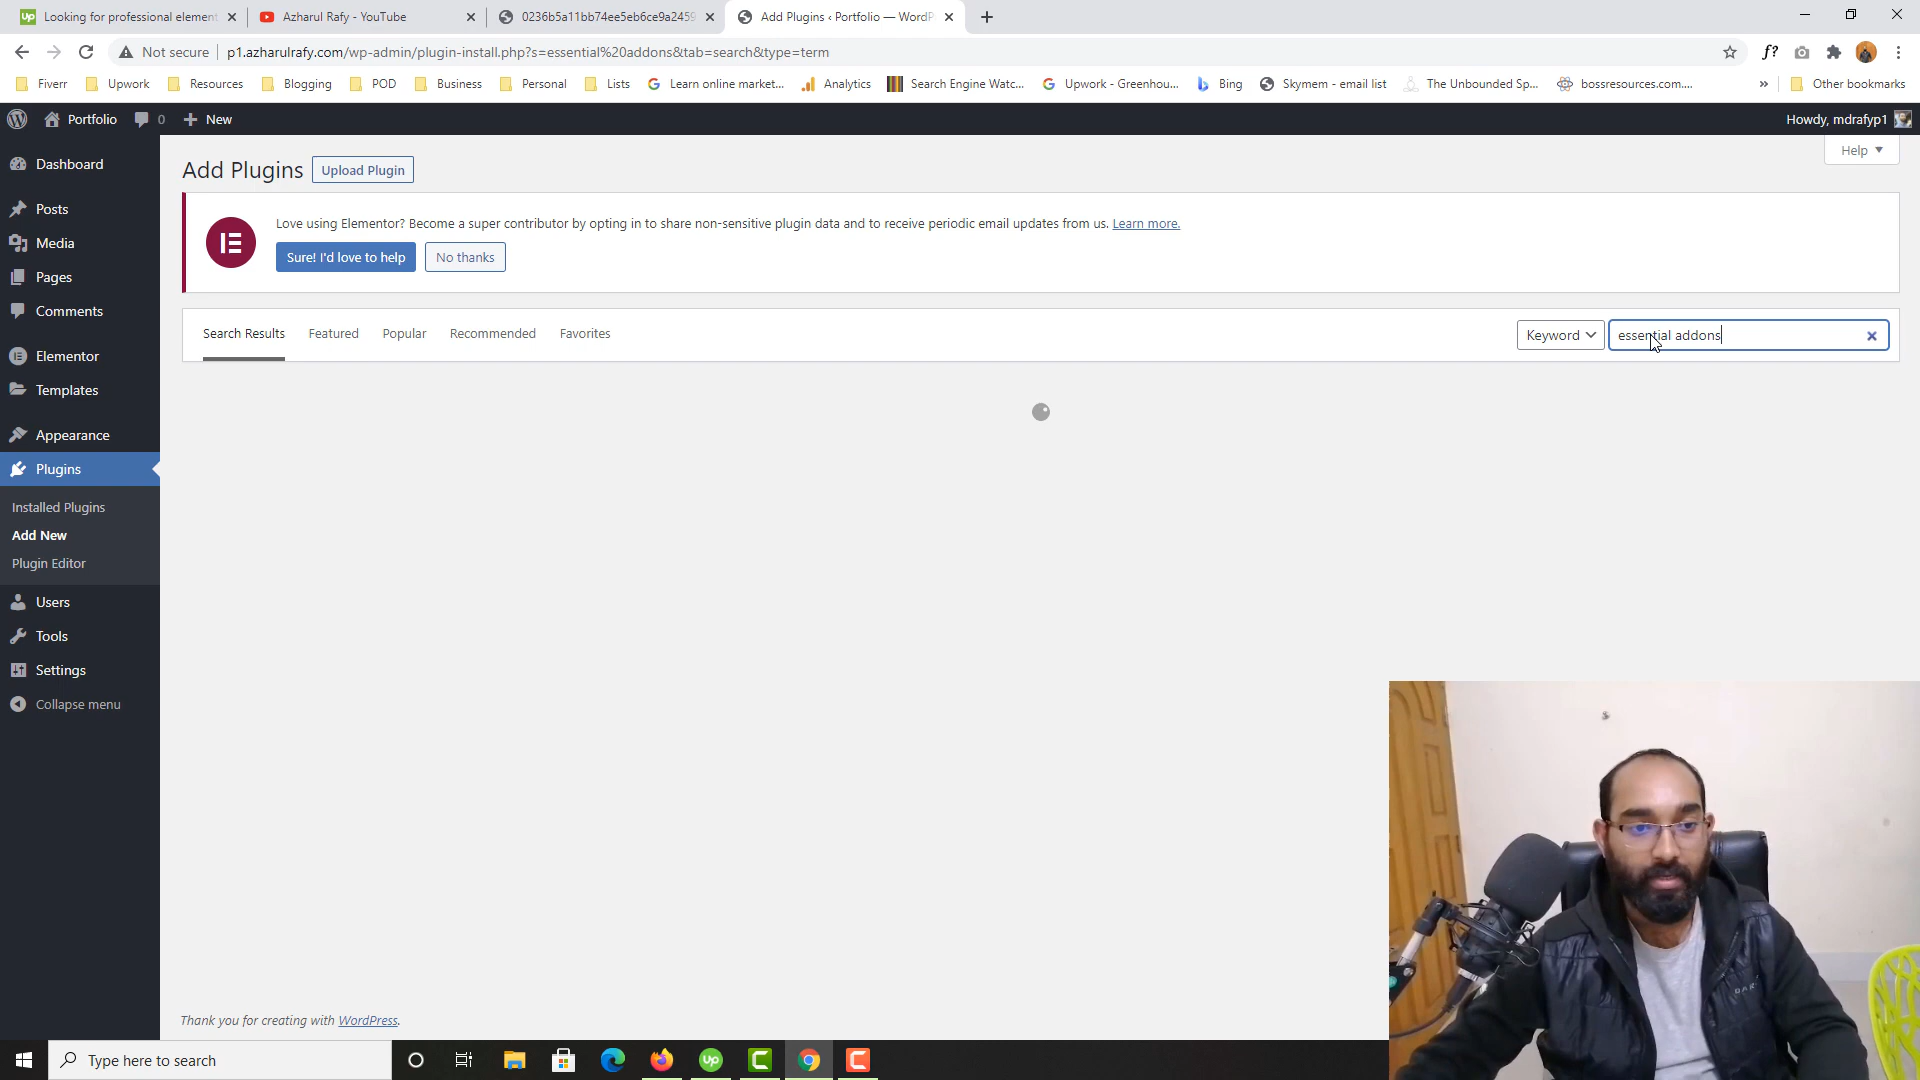 Up Looking for professional element
Azharul Rafy - YouTube
0236b5a11bb74ee5eb6ce9a2459
Add Plugins ‹ Portfolio — WordP
Not secure
p1.azharulrafy.com/wp-admin/plugin-install.php?s=essential%20addons&tab=search&type=term
f?
Fiverr
Upwork
Resources
Blogging
POD
Business
Personal
Lists
Learn online market...
Analytics
Search Engine Watc...
Upwork - Greenhou...
Bing
Skymem - email list
The Unbounded Sp...
bossresources.com....
»
Other bookmarks
Portfolio
0
New
Howdy, mdrafyp1
Dashboard
Posts
Media
Pages
Comments
Elementor
Templates
Appearance
Plugins
Installed Plugins
Add New
Plugin Editor
Users
Tools
Settings
Collapse menu
Help
Add Plugins
Upload Plugin
Love using Elementor? Become a super contributor by opting in to share non-sensitive plugin data and to receive periodic email updates from us. Learn more.
Sure! I'd love to help
No thanks
Search Results
Featured
Popular
Recommended
Favorites
Keyword
essential addons
Thank you for creating with WordPress.
Type here to search
up